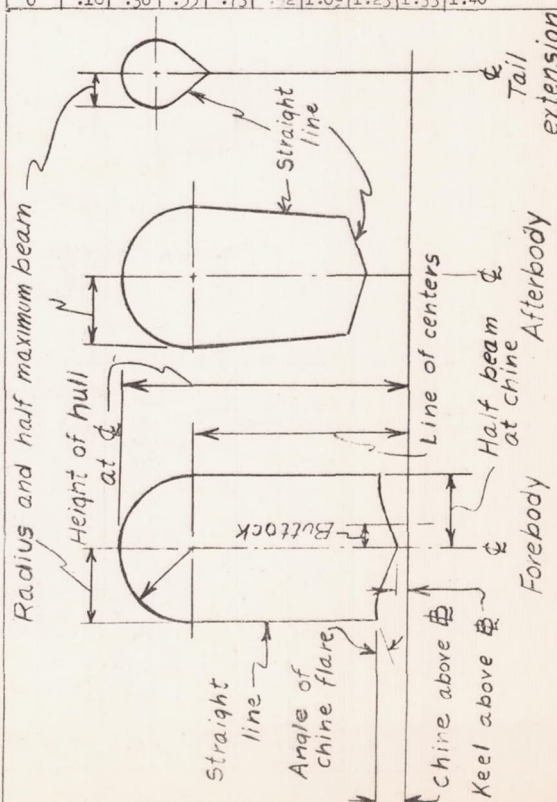 Radius and half maximum beam
Height of hull
at ℄
Straight
line
Angle of
chine flare
Buttock
Straight
line
Line of centers
Half beam
at chine
Chine above B̶L̶
Keel above B̶L̶
℄
Forebody
℄
Afterbody
℄
Tail
extension